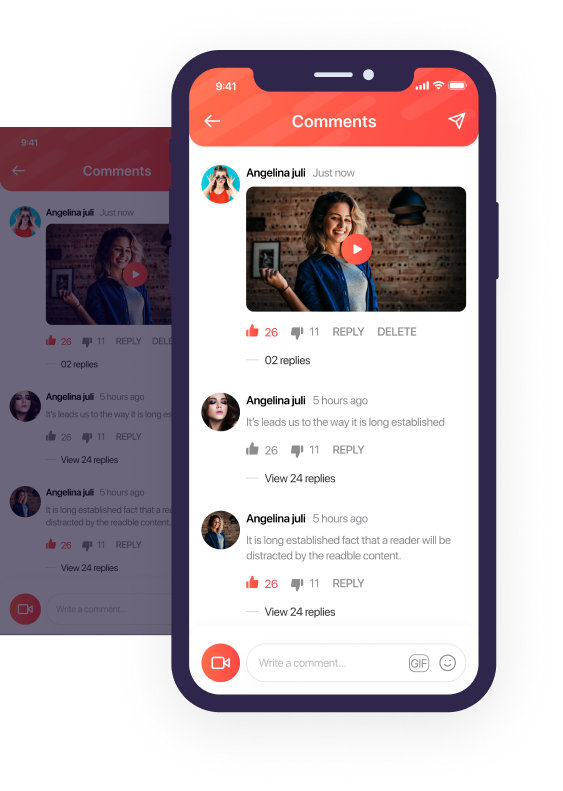 9:41
Comments
Angelina juli Just now
26 11 REPLY DELETE
02 replies
Angelina juli 5 hours ago
It's leads us to the way it is long established
26 11 REPLY
View 24 replies
Angelina juli 5 hours ago
It is long established fact that a reader will be
distracted by the readble content.
26 11 REPLY
View 24 replies
Write a comment... GIF
9:41
Comments
Angelina juli Just now
26 11 REPLY
02 replies
Angelina juli 5 hours ago
It's leads us to the way it is long
26 11 REPLY
View 24 replies
Angelina juli 5 hours ago
It is long established fact that a
distracted by the readble content.
26 11 REPLY
View 24 replies
Write a comment...